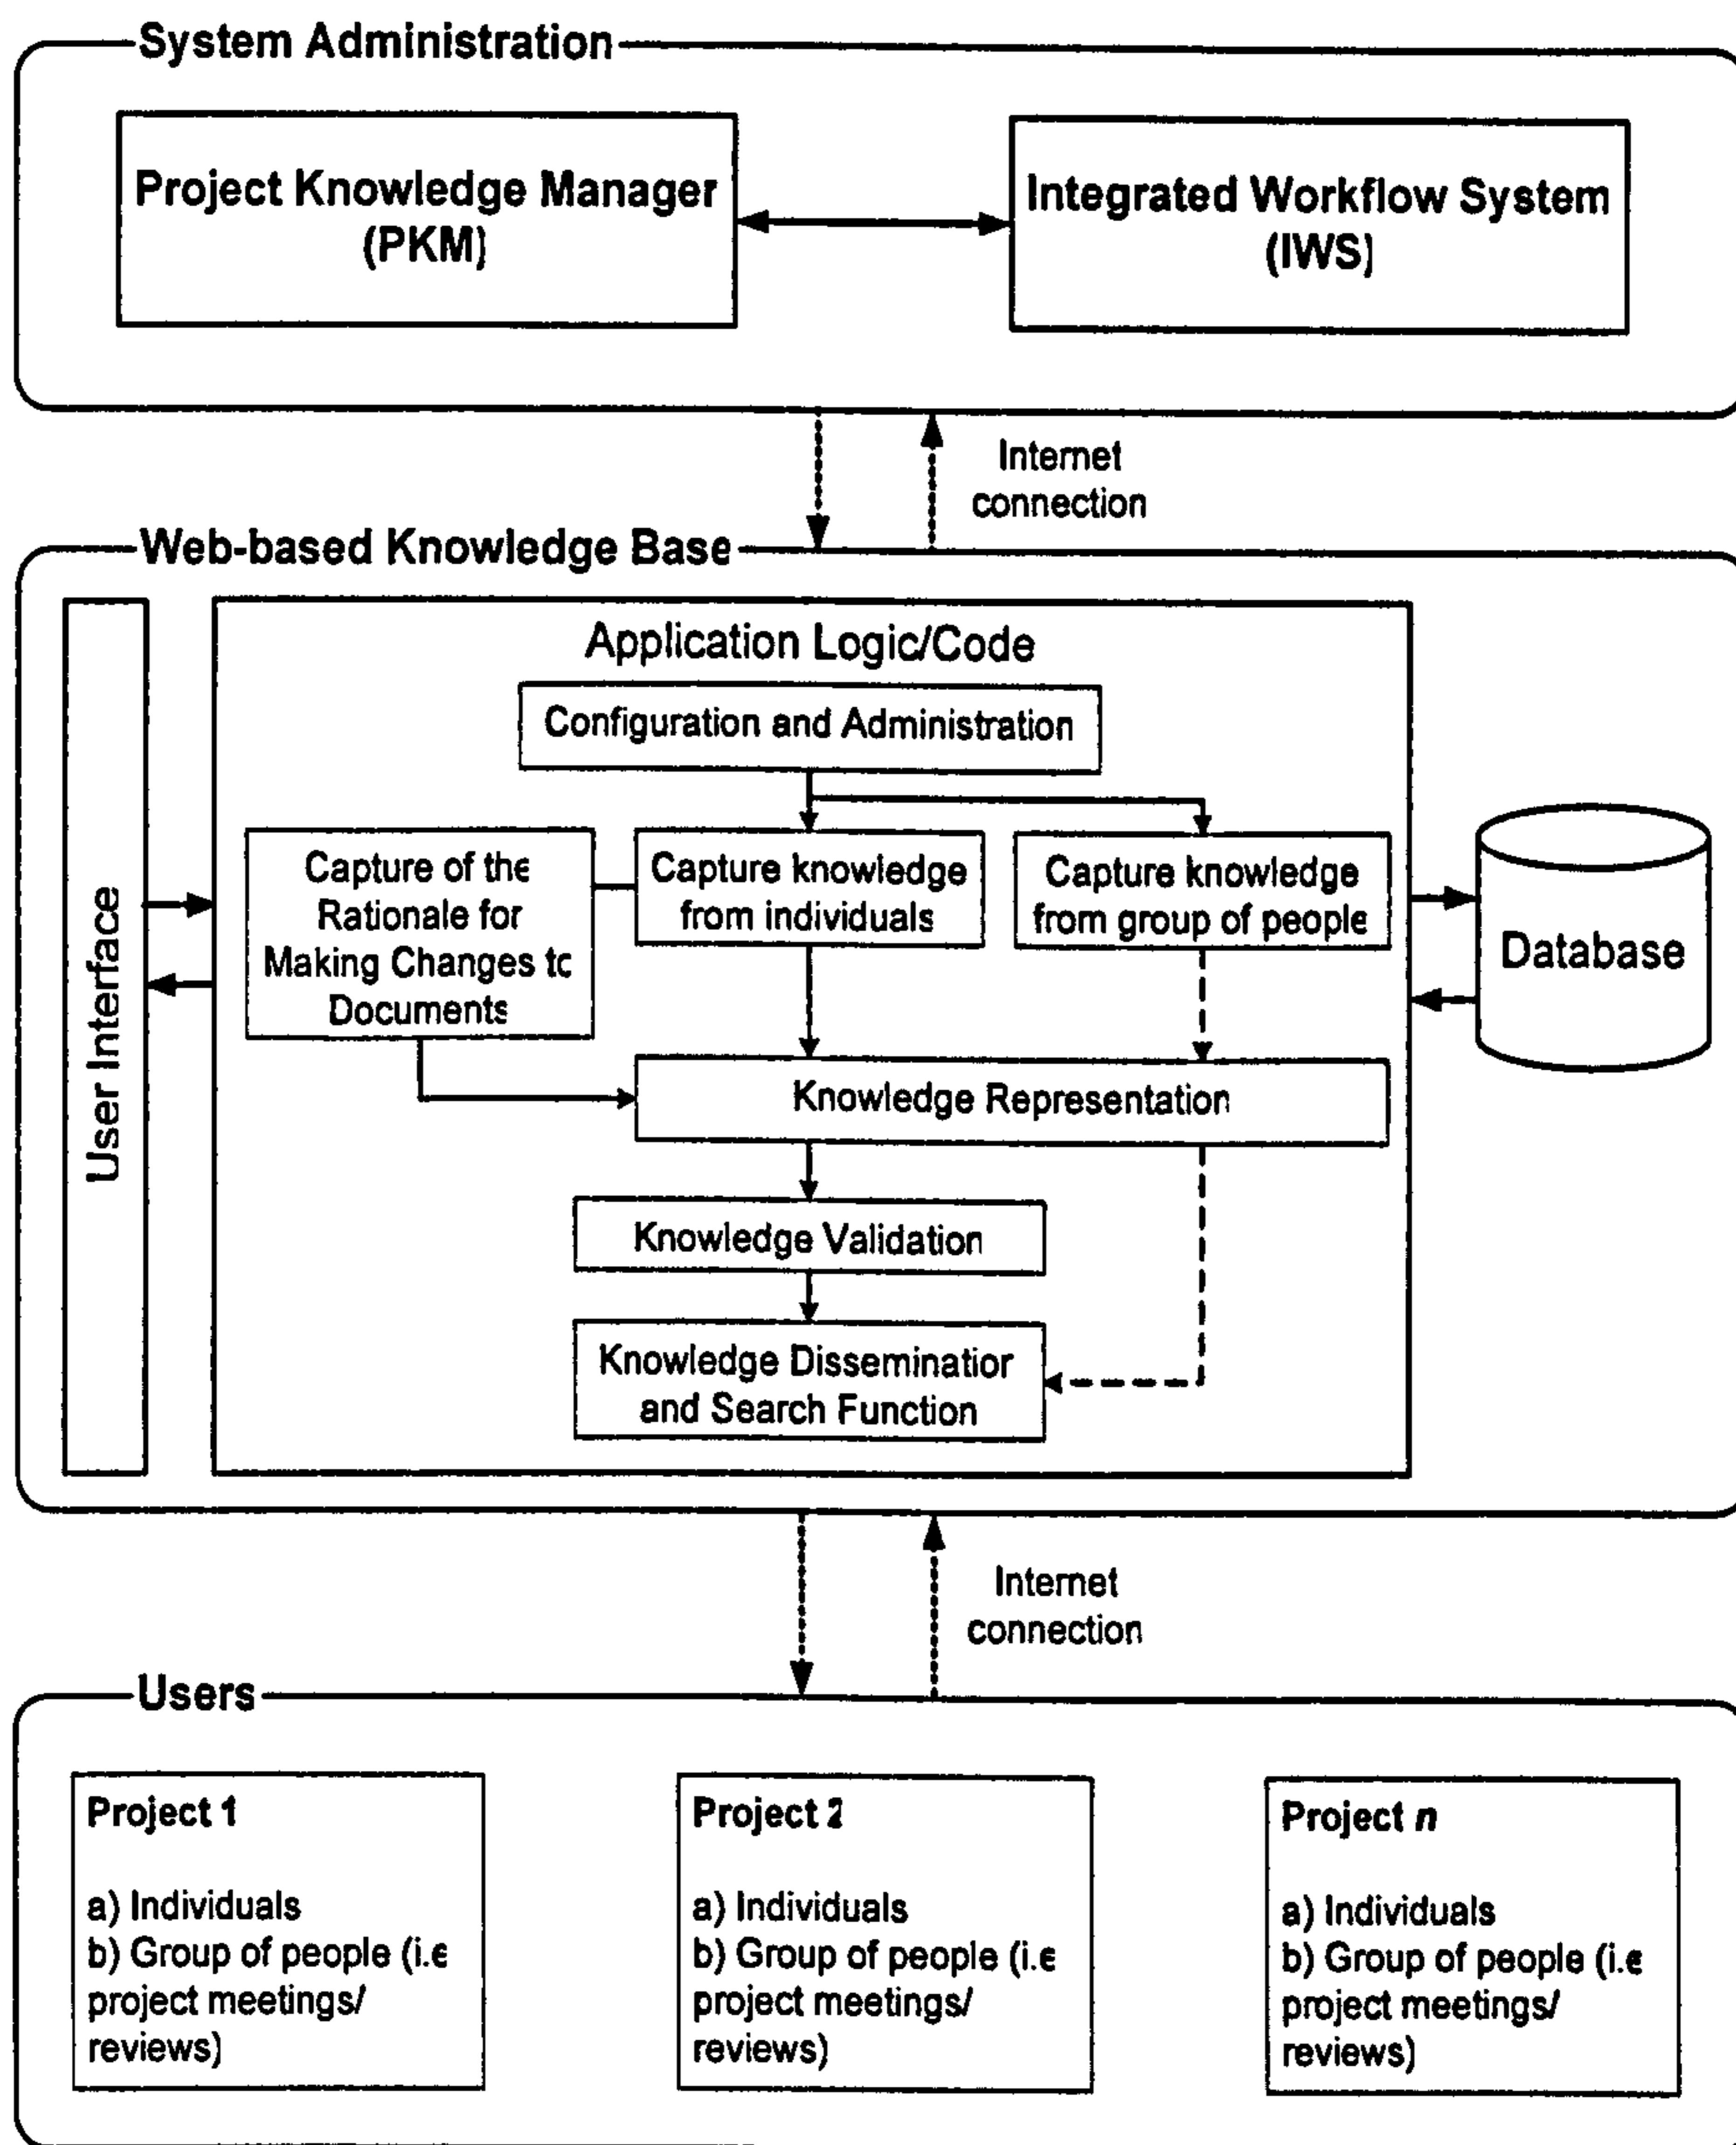 System Administration
Project Knowledge Manager
(PKM)
Integrated Workflow System
(IWS)
Internet
connection
Web-based Knowledge Base
User Interface
Application Logic/Code
Configuration and Administration
Capture of the
Rationale for
Making Changes to
Documents
Capture knowledge
from individuals
Capture knowledge
from group of people
Database
Knowledge Representation
Knowledge Validation
Knowledge Dissemination
and Search Function
Internet
connection
Users
Project 1
a) Individuals
b) Group of people (i.e
project meetings/
reviews)
Project 2
a) Individuals
b) Group of people (i.e
project meetings/
reviews)
Project n
a) Individuals
b) Group of people (i.e
project meetings/
reviews)